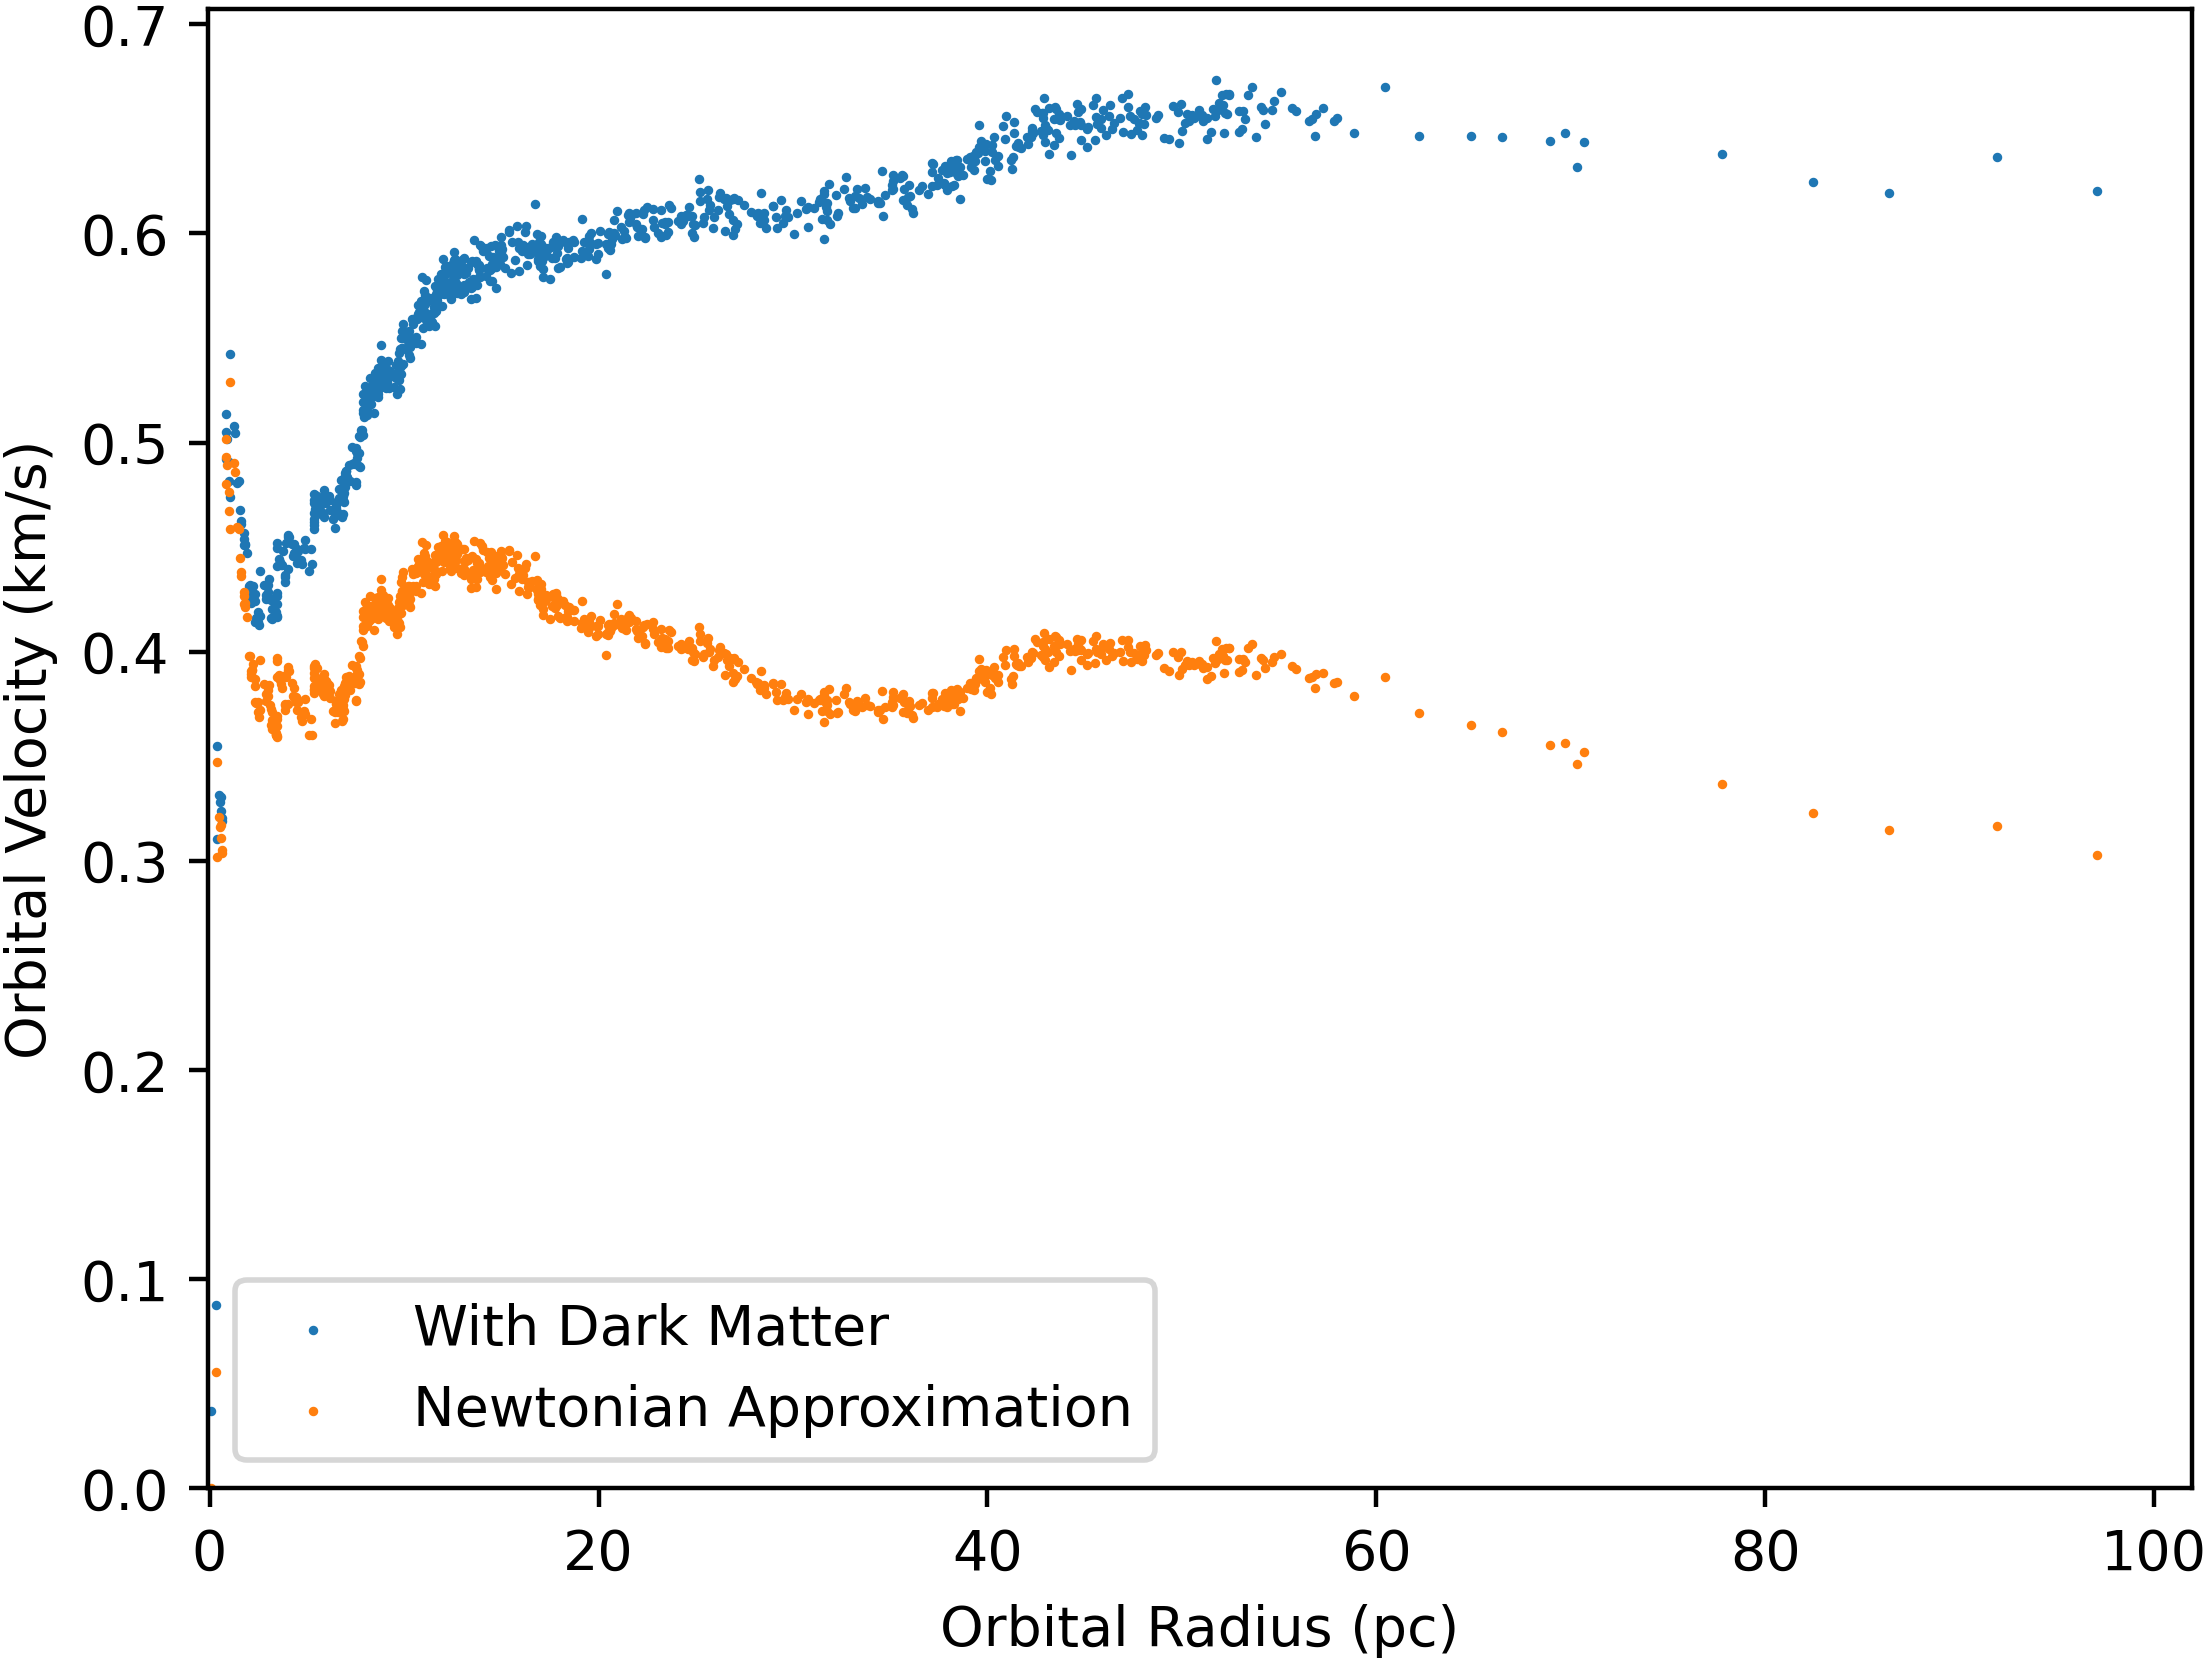 0.7
0.6
0.5
0.4
0.3
0.2
0.1
0.0
Orbital Velocity (km/s)
With Dark Matter
Newtonian Approximation
0 20 40 60 80 100
Orbital Radius (pc)